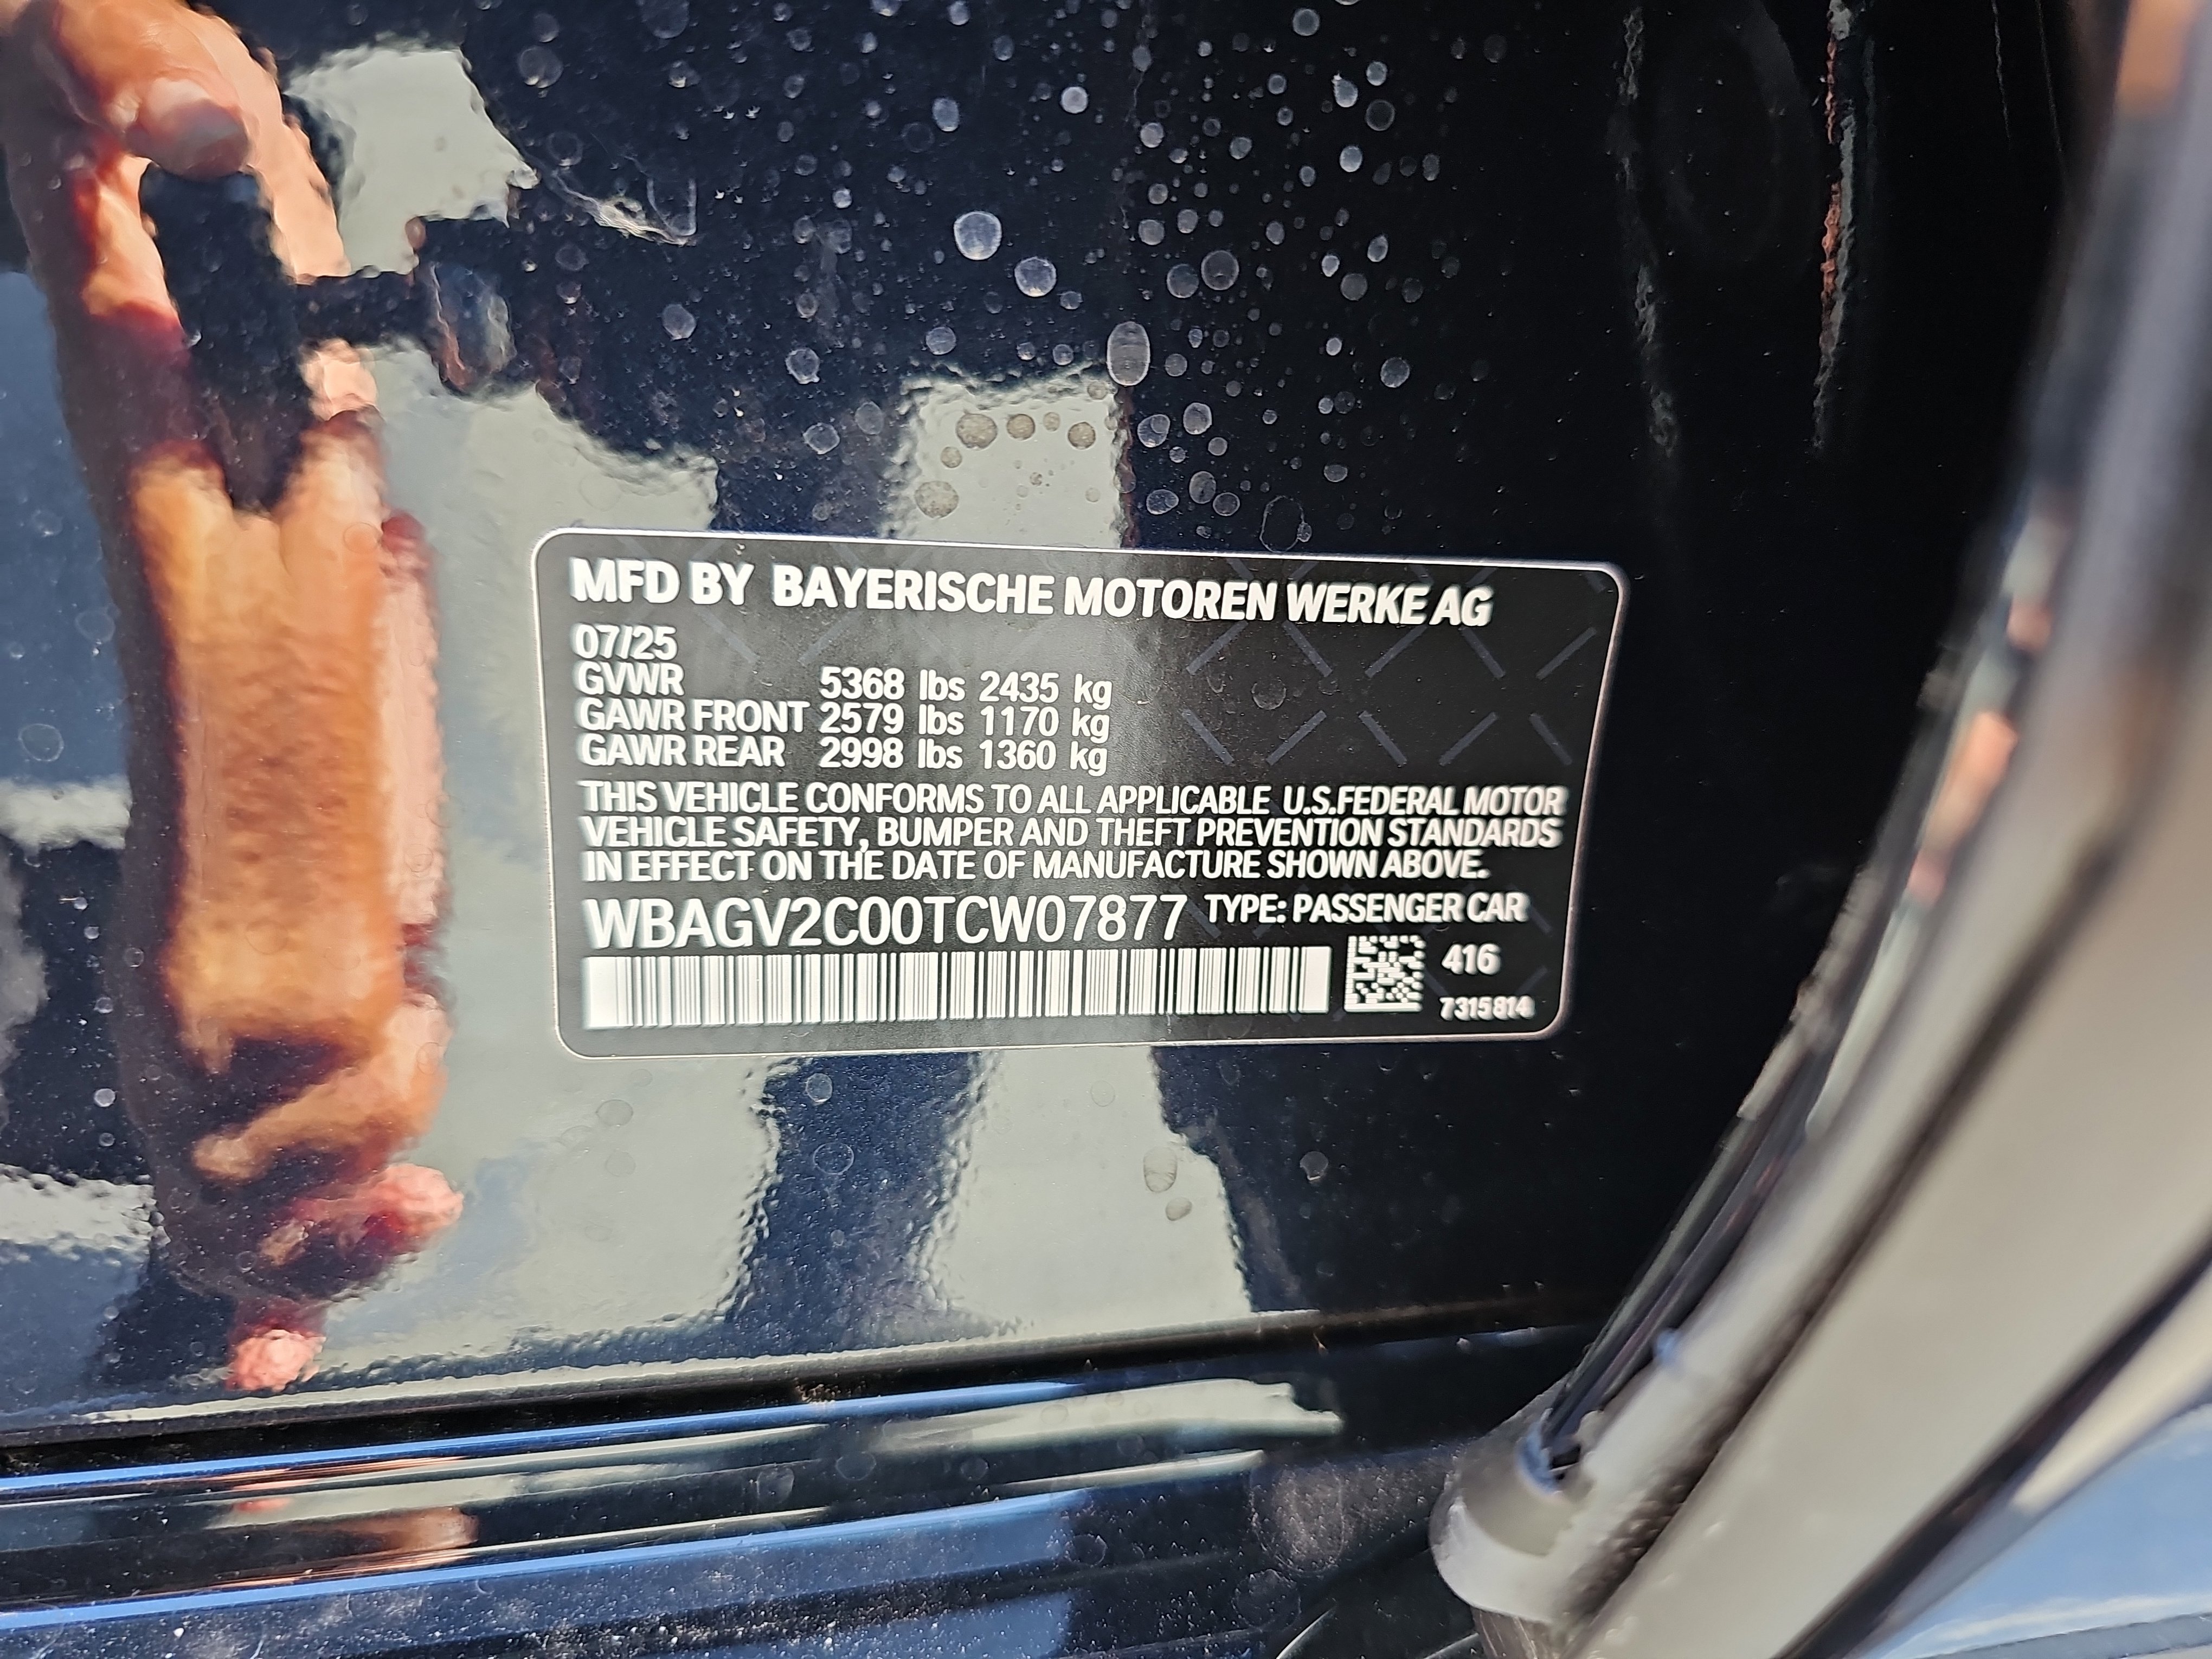 MFD BY BAYERISCHE MOTOREN WERKE AG
07/25
GVWR 5368 lbs 2435 kg
GAWR FRONT 2579 lbs 1170 kg
GAWR REAR 2998 lbs 1360 kg
THIS VEHICLE CONFORMS TO ALL APPLICABLE U.S.FEDERAL MOTOR
VEHICLE SAFETY, BUMPER AND THEFT PREVENTION STANDARDS
IN EFFECT ON THE DATE OF MANUFACTURE SHOWN ABOVE.
WBAGV2C00TCW07877 TYPE: PASSENGER CAR
416
7315814